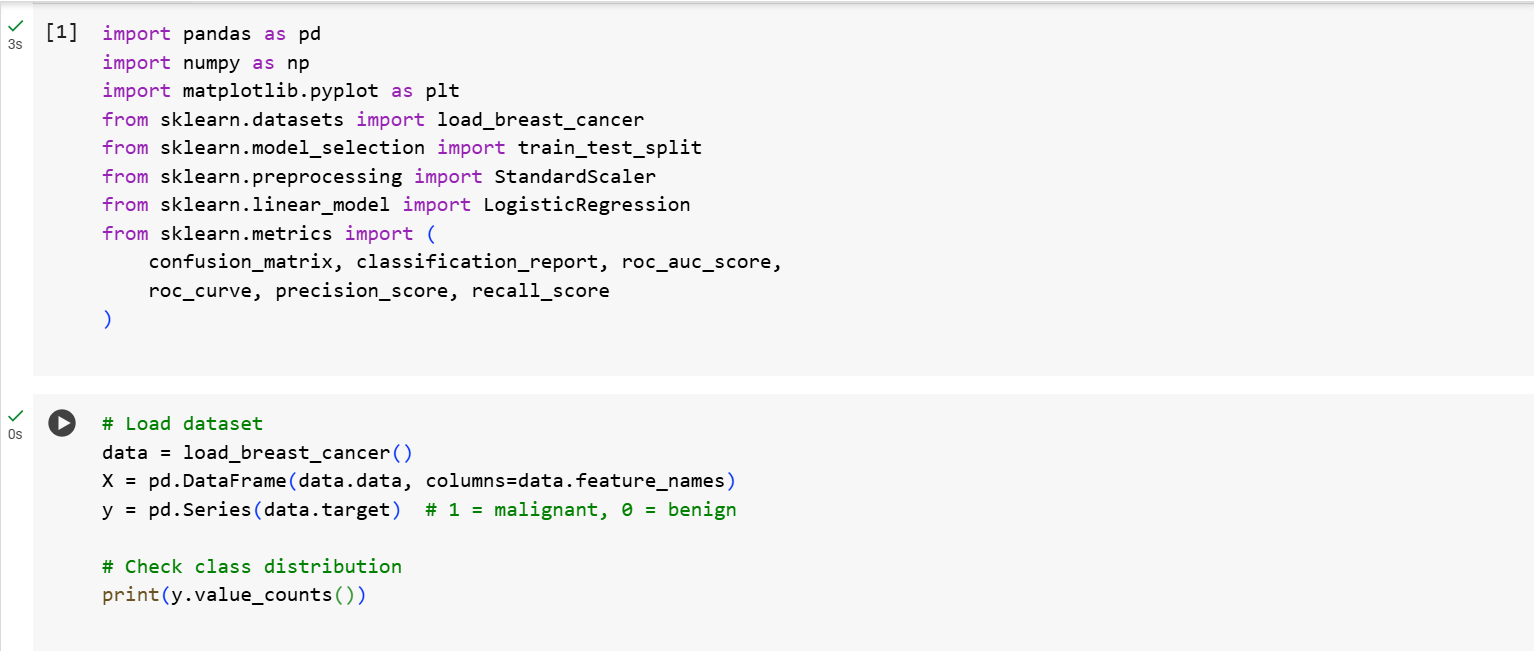 3s
[1]
import pandas as pd
import numpy as np
import matplotlib.pyplot as plt
from sklearn.datasets import load_breast_cancer
from sklearn.model_selection import train_test_split
from sklearn.preprocessing import StandardScaler
from sklearn.linear_model import LogisticRegression
from sklearn.metrics import (
    confusion_matrix, classification_report, roc_auc_score,
    roc_curve, precision_score, recall_score
)
0s
# Load dataset
data = load_breast_cancer()
X = pd.DataFrame(data.data, columns=data.feature_names)
y = pd.Series(data.target)  # 1 = malignant, 0 = benign
# Check class distribution
print(y.value_counts())